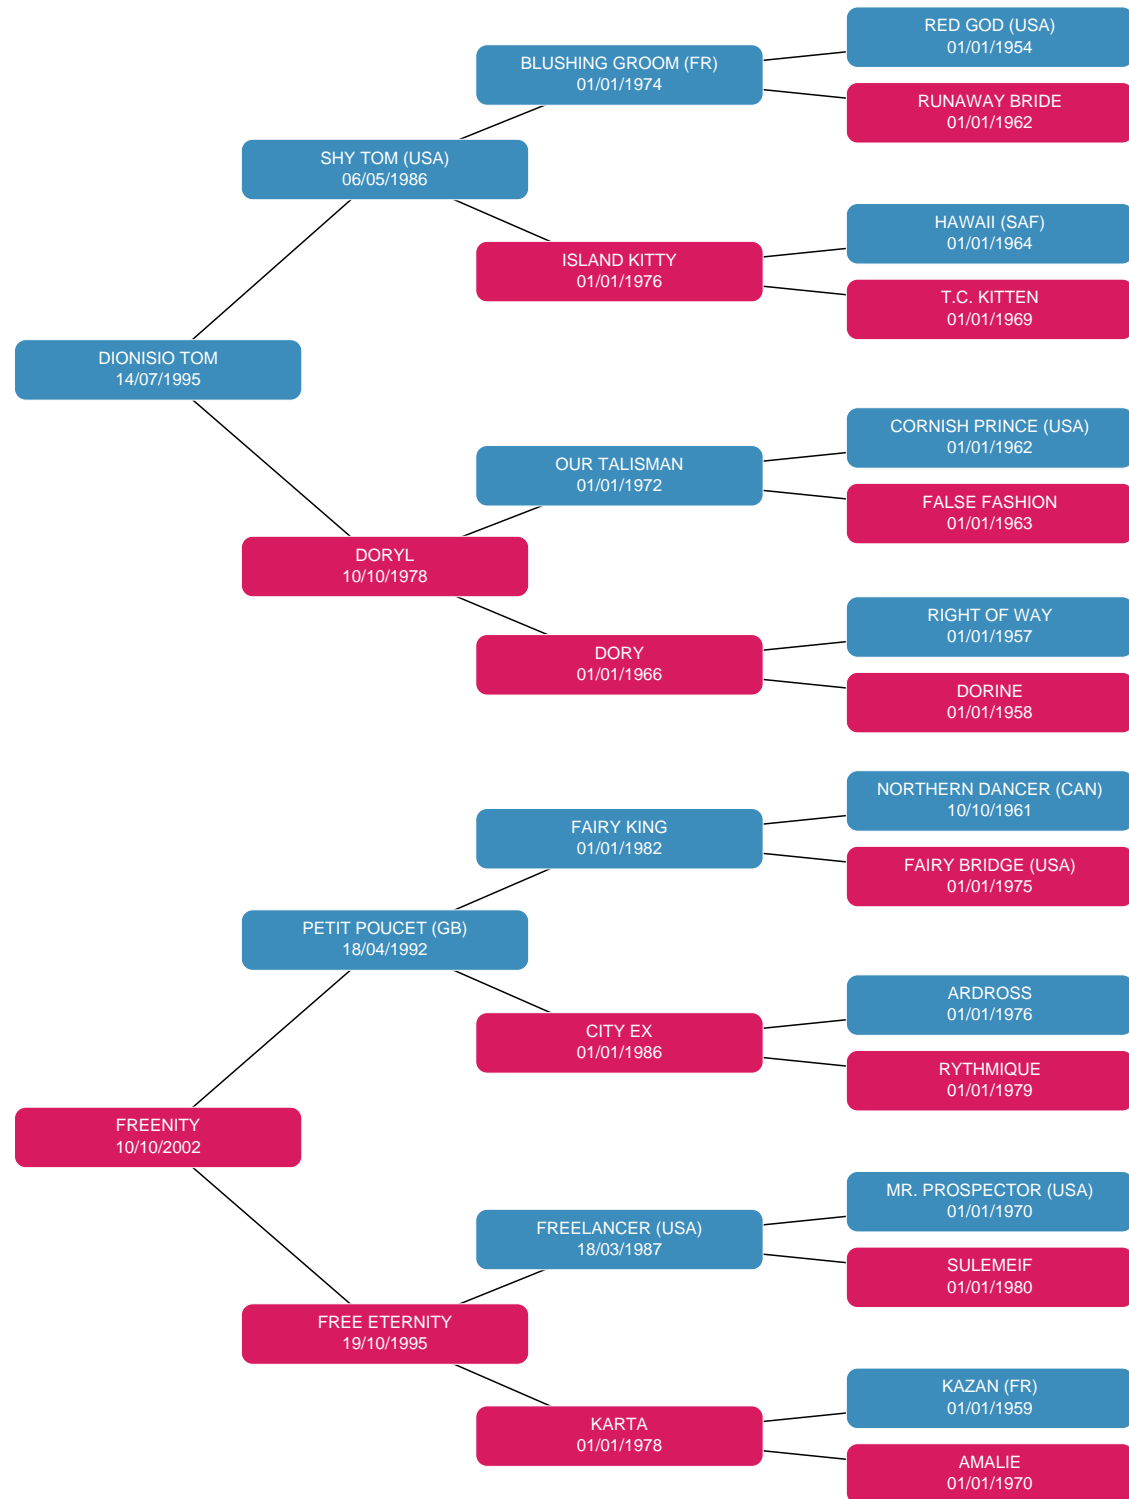 RED GOD (USA)
01/01/1954
BLUSHING GROOM (FR)
01/01/1974
RUNAWAY BRIDE
01/01/1962
SHY TOM (USA)
06/05/1986
HAWAII (SAF)
01/01/1964
ISLAND KITTY
01/01/1976
T.C. KITTEN
01/01/1969
DIONISIO TOM
14/07/1995
CORNISH PRINCE (USA)
01/01/1962
OUR TALISMAN
01/01/1972
FALSE FASHION
01/01/1963
DORYL
10/10/1978
RIGHT OF WAY
01/01/1957
DORY
01/01/1966
DORINE
01/01/1958
NORTHERN DANCER (CAN)
10/10/1961
FAIRY KING
01/01/1982
FAIRY BRIDGE (USA)
01/01/1975
PETIT POUCET (GB)
18/04/1992
ARDROSS
01/01/1976
CITY EX
01/01/1986
RYTHMIQUE
01/01/1979
FREENITY
10/10/2002
MR. PROSPECTOR (USA)
01/01/1970
FREELANCER (USA)
18/03/1987
SULEMEIF
01/01/1980
FREE ETERNITY
19/10/1995
KAZAN (FR)
01/01/1959
KARTA
01/01/1978
AMALIE
01/01/1970